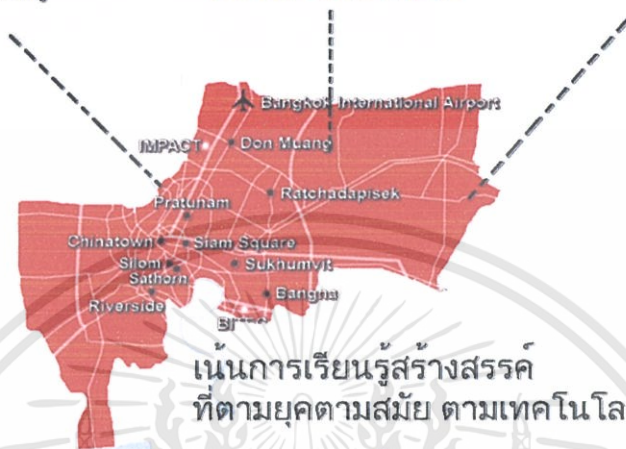 Bangkok International Airport
IMPACT
Don Muang
Ratchadapisek
Pratunam
Chinatown
Siam Square
Silom
Sukhumvit
Sathorn
Bangna
Riverside
เน้นการเรียนรู้สร้างสรรค์
ที่ตามยุคตามสมัย ตามเทคโนโล